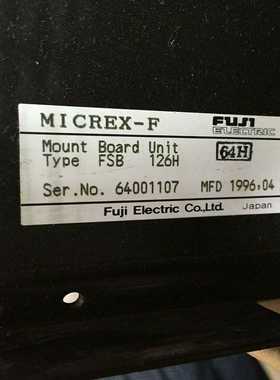 MICREX-F FUJI ELECTRIC
Mount Board Unit
Type FSB 126H 64H
Ser.No. 64001107 MFD 1996:04
Fuji Electric Co.,Ltd. Japan